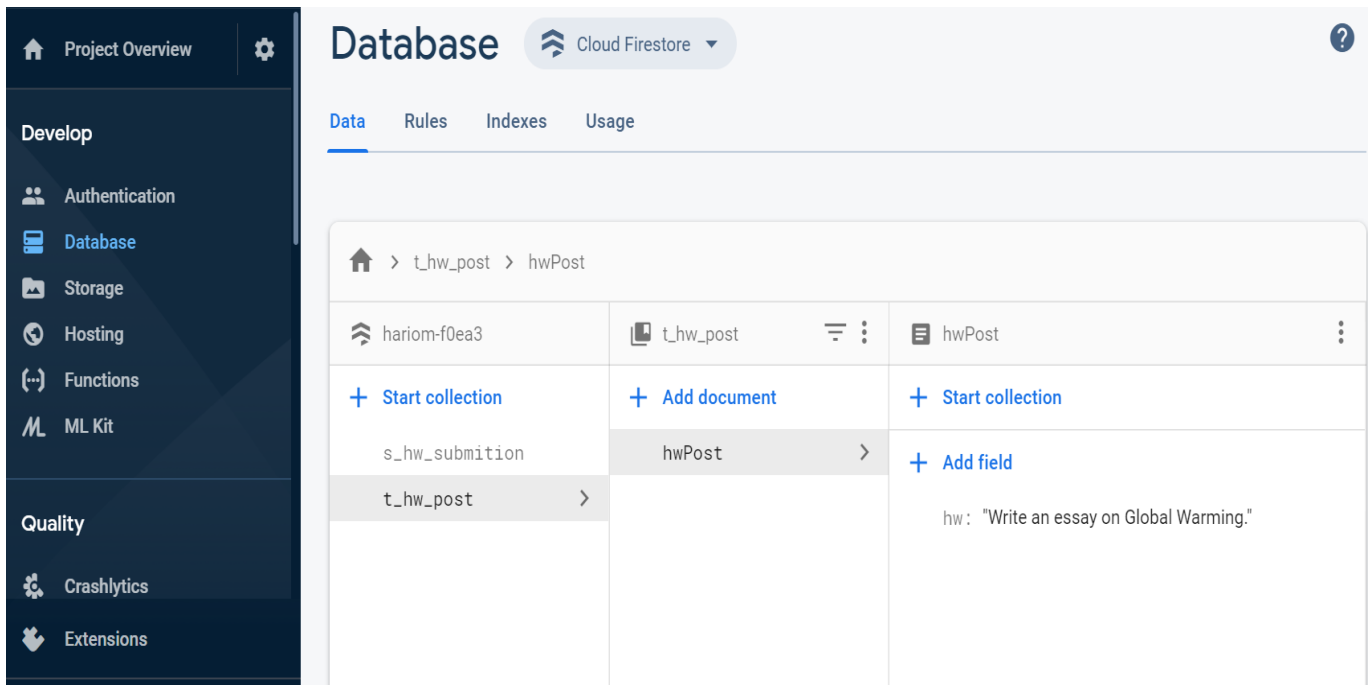 Project Overview
Develop
Authentication
Database
Storage
Hosting
Functions
ML Kit
Quality
Crashlytics
Extensions
Database
Cloud Firestore
Data Rules Indexes Usage
t_hw_post > hwPost
hariom-f0ea3 t_hw_post hwPost
+ Start collection + Add document + Start collection
s_hw_submition hwPost >
+ Add field
t_hw_post >
hw: "Write an essay on Global Warming."